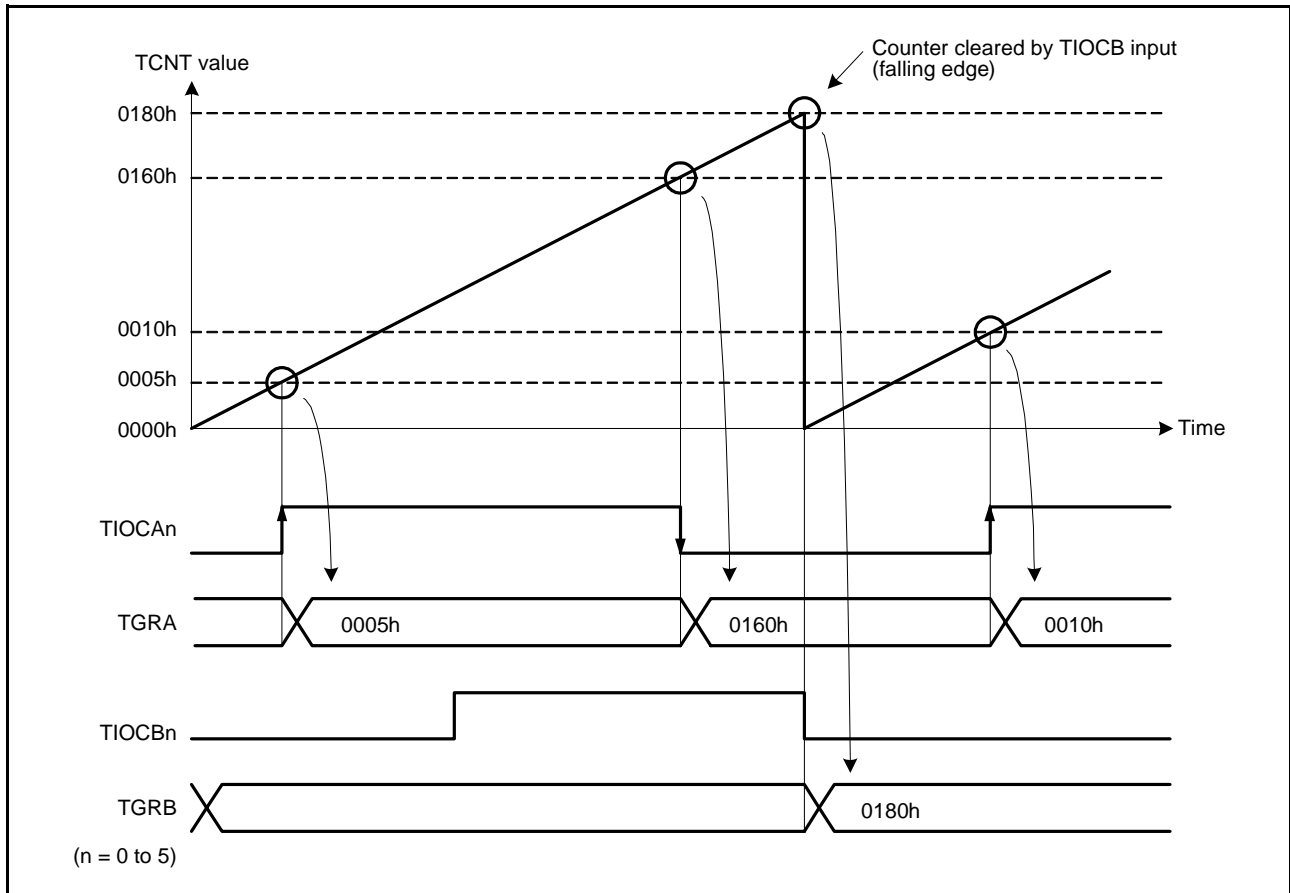 Counter cleared by TIOCB input
(falling edge)
TCNT value
0180h
0160h
0010h
0005h
0000h
Time
TIOCAn
TGRA
0005h
0160h
0010h
TIOCBn
TGRB
0180h
(n = 0 to 5)